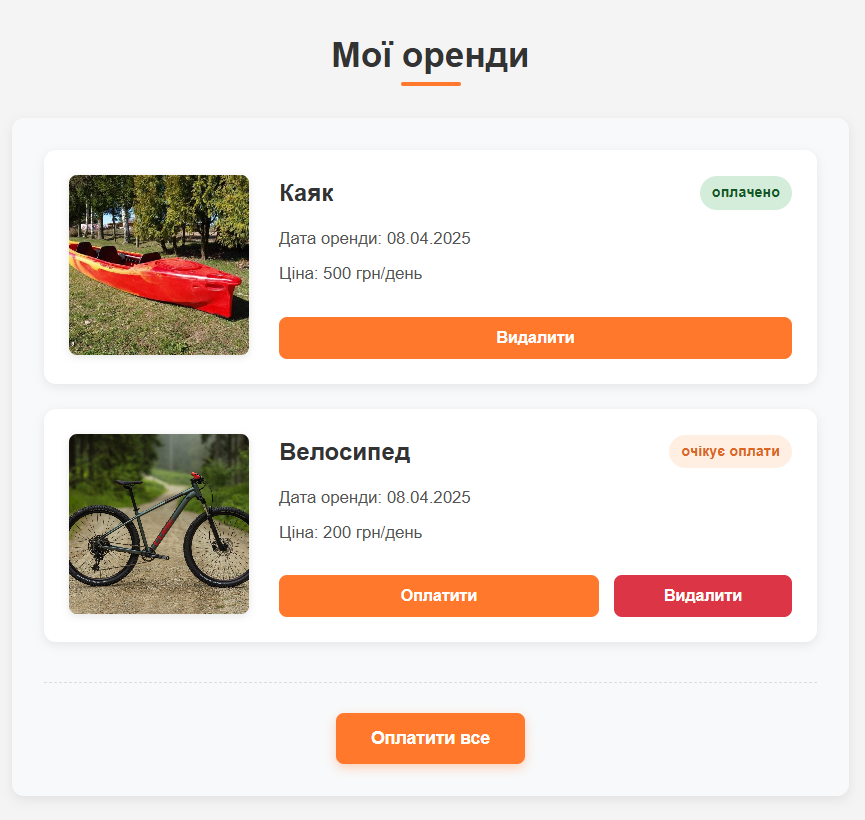 Мої оренди
Каяк
оплачено
Дата оренди: 08.04.2025
Ціна: 500 грн/день
Видалити
Велосипед
очікує оплати
Дата оренди: 08.04.2025
Ціна: 200 грн/день
Оплатити
Видалити
Оплатити все